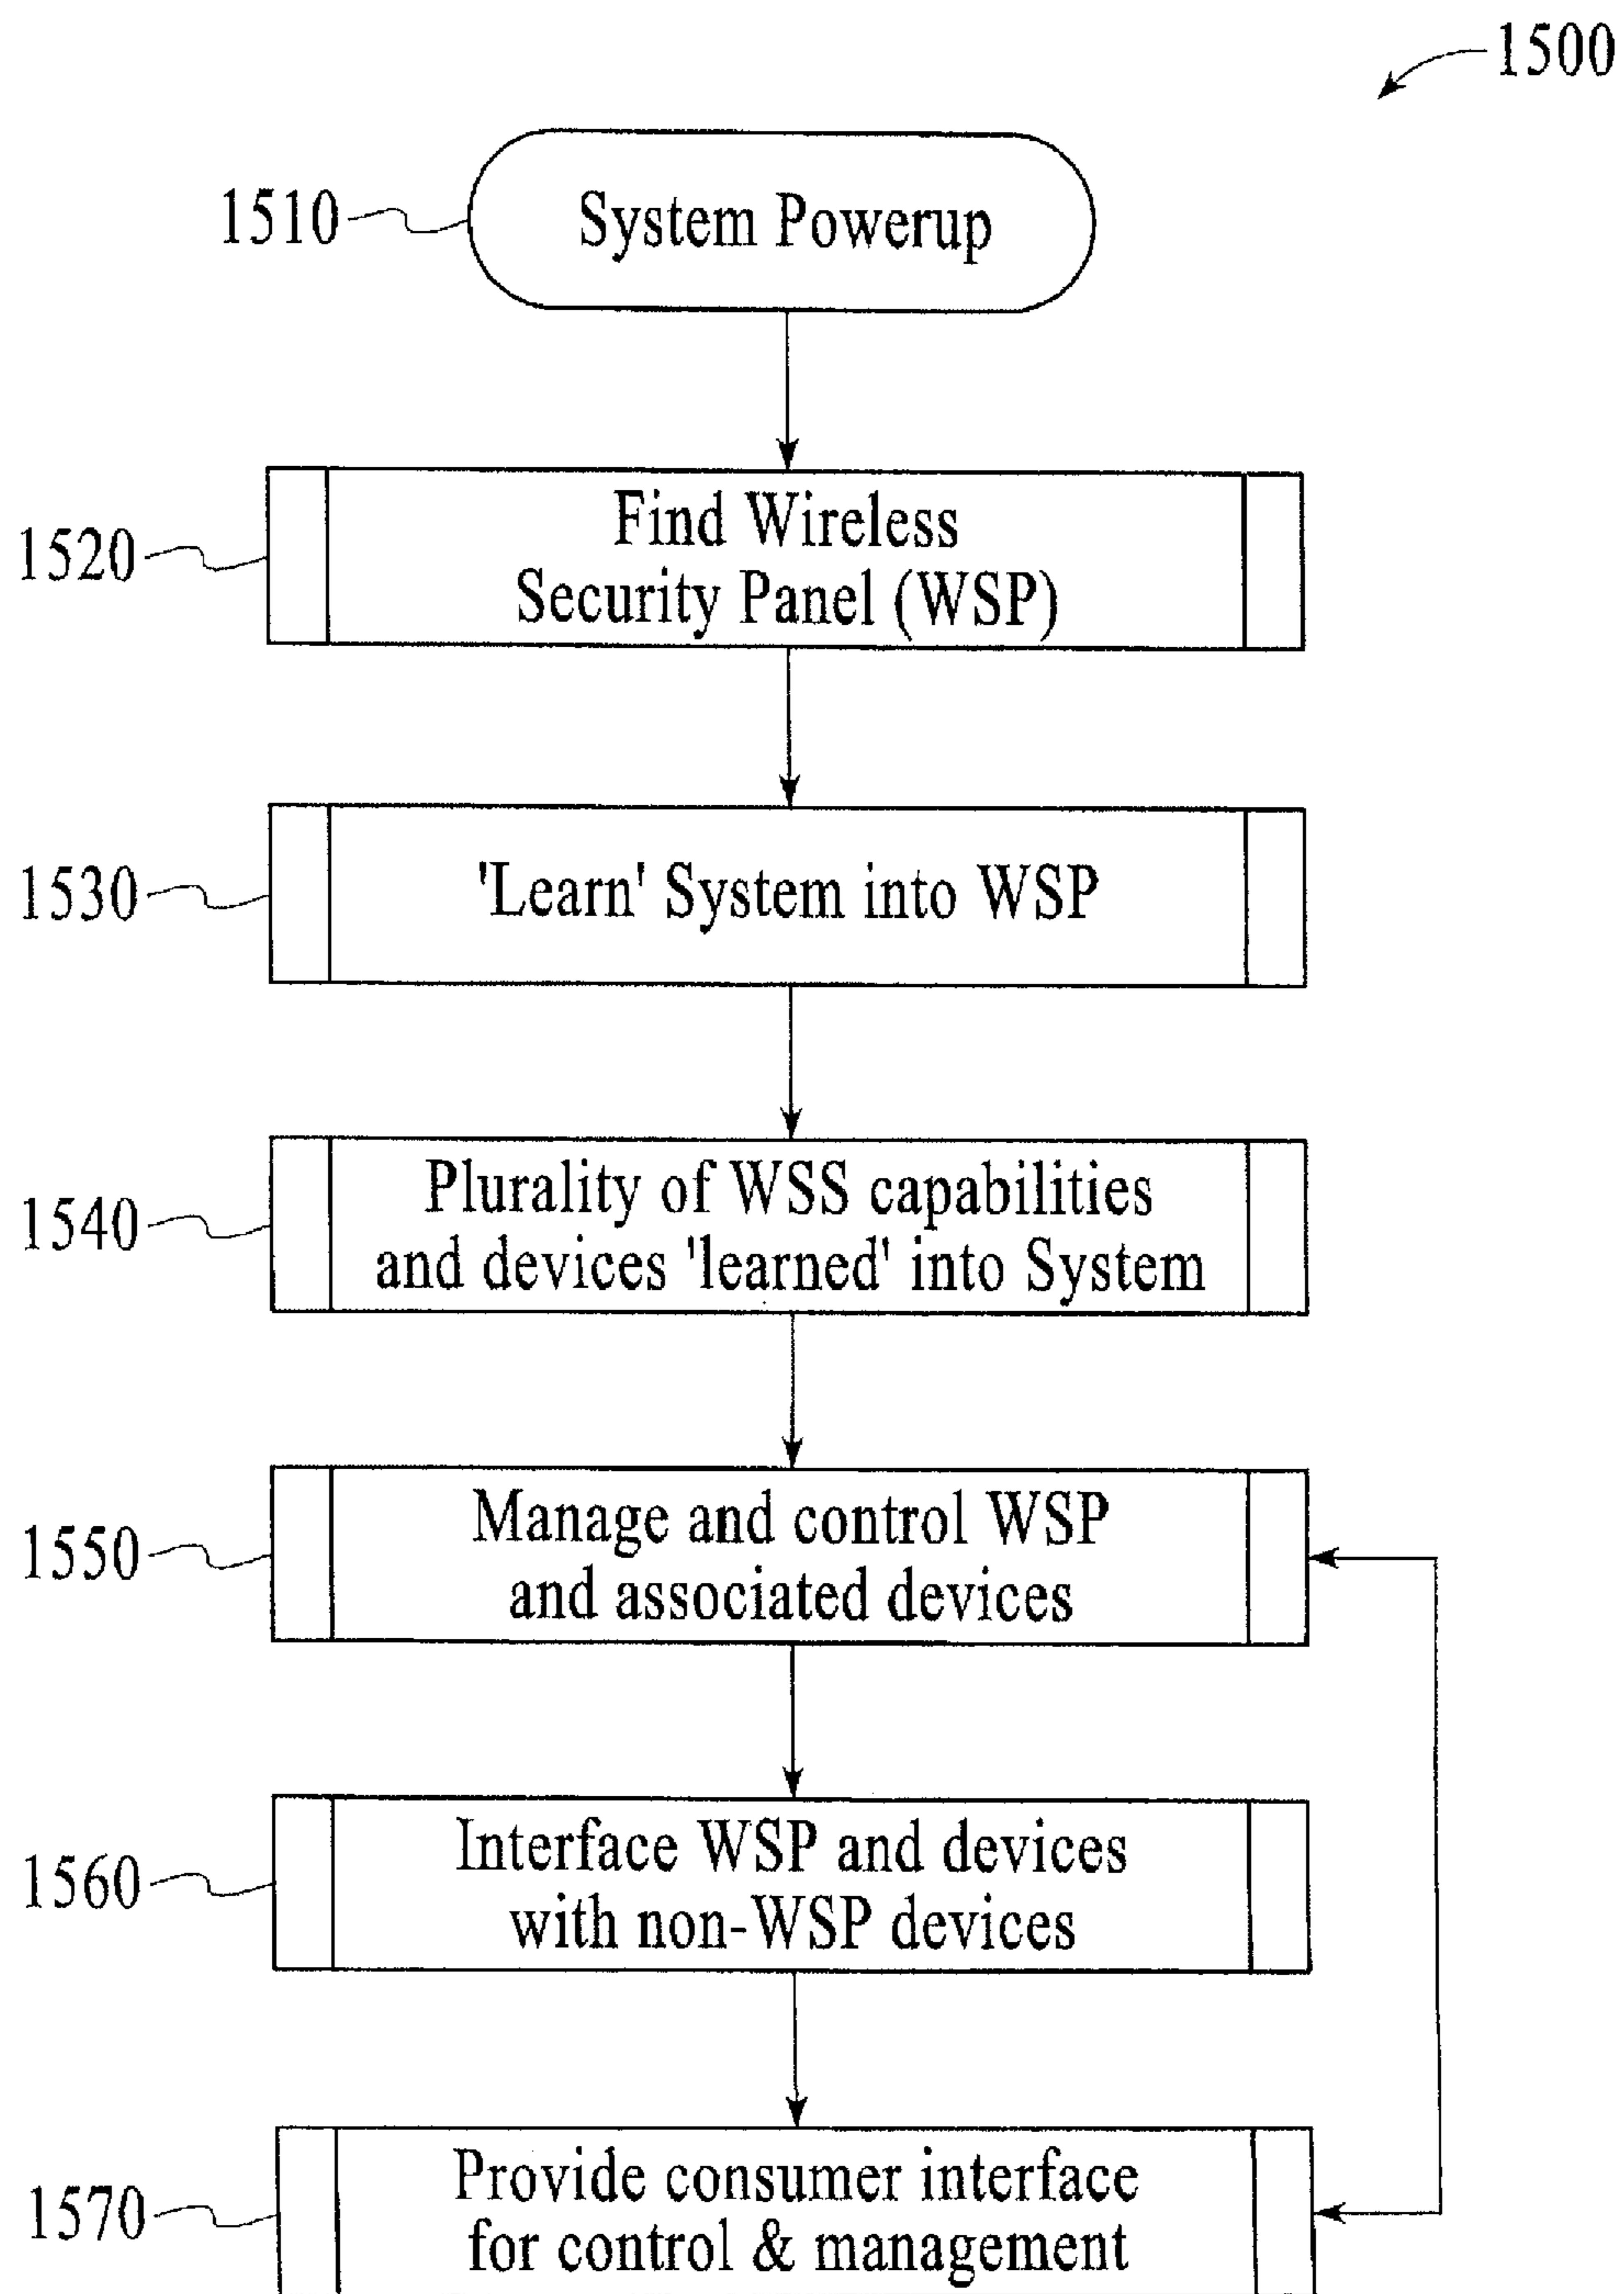 1500
1510
System Powerup
1520
Find Wireless
Security Panel (WSP)
1530
'Learn' System into WSP
1540
Plurality of WSS capabilities
and devices 'learned' into System
1550
Manage and control WSP
and associated devices
1560
Interface WSP and devices
with non-WSP devices
1570
Provide consumer interface
for control & management